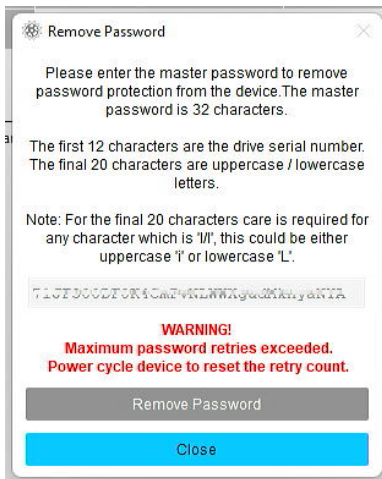 Remove Password
Please enter the master password to remove
password protection from the device.The master
password is 32 characters.
The first 12 characters are the drive serial number.
The final 20 characters are uppercase / lowercase
letters.
Note: For the final 20 characters care is required for
any character which is 'I/l', this could be either
uppercase 'i' or lowercase 'L'.
WARNING!
Maximum password retries exceeded.
Power cycle device to reset the retry count.
Remove Password
Close